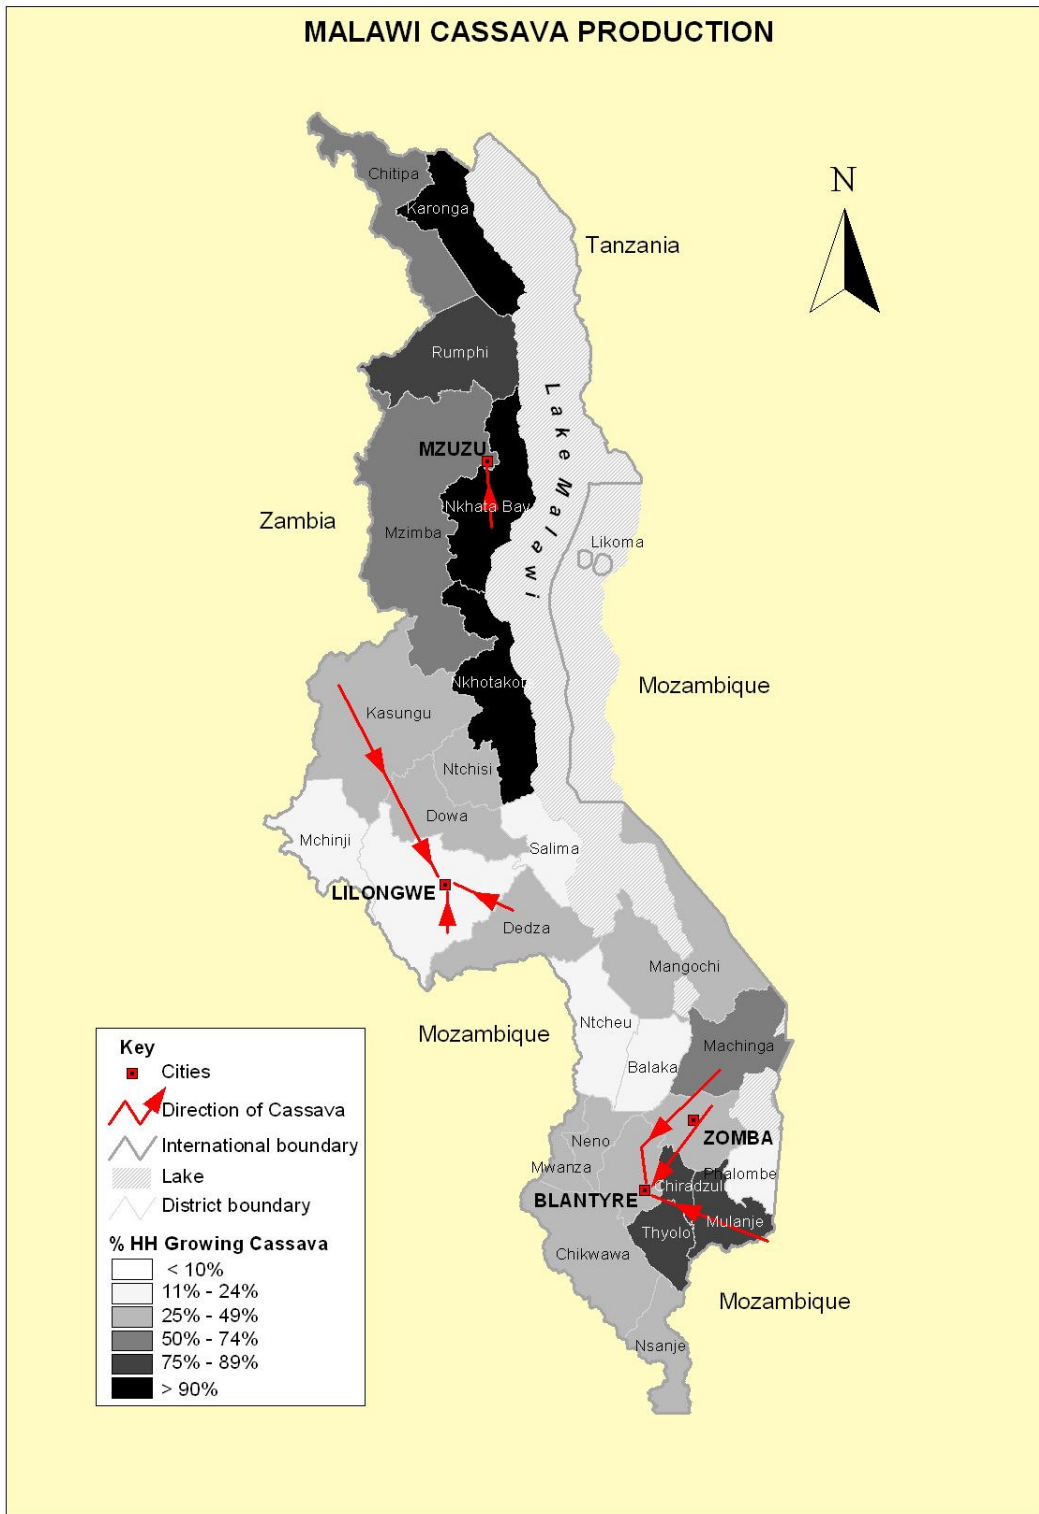 MALAWI CASSAVA PRODUCTION
N
Chitipa
Karonga
Tanzania
Rumphi
Lake Malawi
MZUZU
Nkhata Bay
Zambia
Mzimba
Likoma
Nkhotakota
Mozambique
Kasungu
Ntchisi
Dowa
Mchinji
Salima
LILONGWE
Dedza
Mangochi
Ntcheu
Mozambique
Machinga
Balaka
Neno
ZOMBA
Mwanza
Phalombe
Chiradzulu
BLANTYRE
Mulanje
Thyolo
Chikwawa
Mozambique
Nsanje
Key
Cities
Direction of Cassava
International boundary
Lake
District boundary
% HH Growing Cassava
< 10%
11% - 24%
25% - 49%
50% - 74%
75% - 89%
> 90%